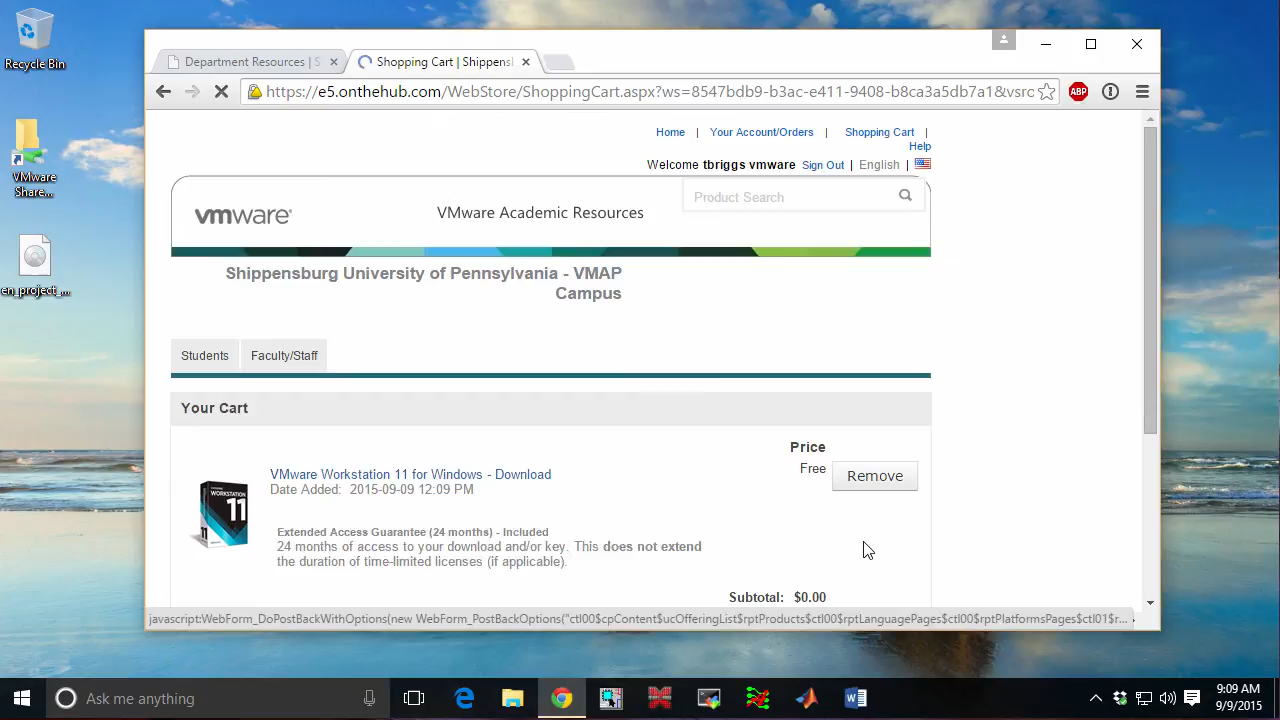 Recycle Bin
VMware
Share...
en_project_...
Department Resources | S
Shopping Cart | Shippens
https://e5.onthehub.com/WebStore/ShoppingCart.aspx?ws=8547bdb9-b3ac-e411-9408-b8ca3a5db7a1&vsro
ABP
Home | Your Account/Orders | Shopping Cart |
Help
Welcome tbriggs vmware Sign Out | English |
vmware
VMware Academic Resources
Product Search
Shippensburg University of Pennsylvania - VMAP
Campus
Students
Faculty/Staff
Your Cart
Price
VMware Workstation 11 for Windows - Download
Free
Remove
Date Added: 2015-09-09 12:09 PM
WORKSTATION
11
Extended Access Guarantee (24 months) - Included
24 months of access to your download and/or key. This does not extend
the duration of time-limited licenses (if applicable).
Subtotal: $0.00
javascript:WebForm_DoPostBackWithOptions(new WebForm_PostBackOptions("ctl00$cpContent$ucOfferingList$rptProducts$ctl00$rptLanguagePages$ctl00$rptPlatformsPages$ctl01$r...
Ask me anything
9:09 AM
9/9/2015